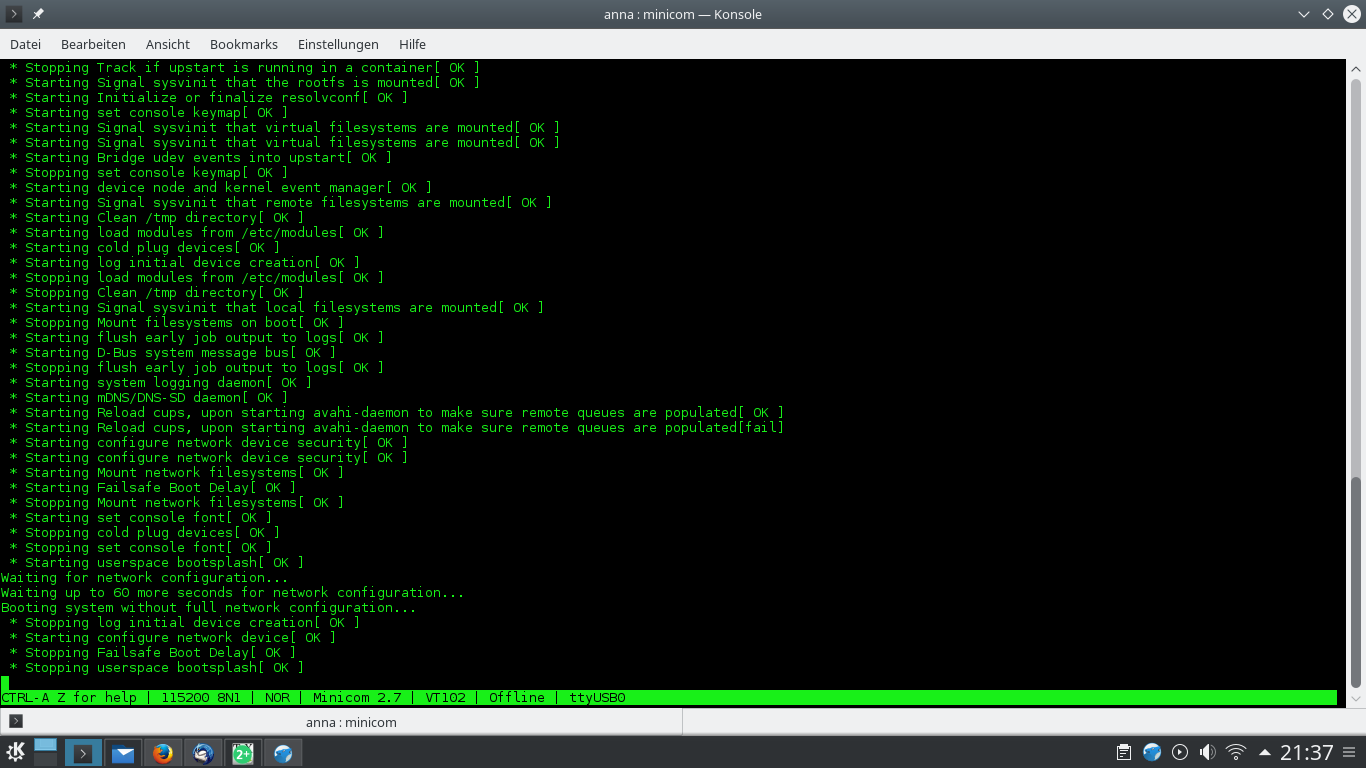 anna : minicom — Konsole
Datei Bearbeiten Ansicht Bookmarks Einstellungen Hilfe
* Stopping Track if upstart is running in a container[ OK ]
* Starting Signal sysvinit that the rootfs is mounted[ OK ]
* Starting Initialize or finalize resolvconf[ OK ]
* Starting set console keymap[ OK ]
* Starting Signal sysvinit that virtual filesystems are mounted[ OK ]
* Starting Signal sysvinit that virtual filesystems are mounted[ OK ]
* Starting Bridge udev events into upstart[ OK ]
* Stopping set console keymap[ OK ]
* Starting device node and kernel event manager[ OK ]
* Starting Signal sysvinit that remote filesystems are mounted[ OK ]
* Starting Clean /tmp directory[ OK ]
* Starting load modules from /etc/modules[ OK ]
* Starting cold plug devices[ OK ]
* Starting log initial device creation[ OK ]
* Stopping load modules from /etc/modules[ OK ]
* Stopping Clean /tmp directory[ OK ]
* Starting Signal sysvinit that local filesystems are mounted[ OK ]
* Stopping Mount filesystems on boot[ OK ]
* Starting flush early job output to logs[ OK ]
* Starting D-Bus system message bus[ OK ]
* Stopping flush early job output to logs[ OK ]
* Starting system logging daemon[ OK ]
* Starting mDNS/DNS-SD daemon[ OK ]
* Starting Reload cups, upon starting avahi-daemon to make sure remote queues are populated[ OK ]
* Starting Reload cups, upon starting avahi-daemon to make sure remote queues are populated[fail]
* Starting configure network device security[ OK ]
* Starting configure network device security[ OK ]
* Starting Mount network filesystems[ OK ]
* Starting Failsafe Boot Delay[ OK ]
* Stopping Mount network filesystems[ OK ]
* Starting set console font[ OK ]
* Stopping cold plug devices[ OK ]
* Stopping set console font[ OK ]
* Starting userspace bootsplash[ OK ]
Waiting for network configuration...
Waiting up to 60 more seconds for network configuration...
Booting system without full network configuration...
* Stopping log initial device creation[ OK ]
* Starting configure network device[ OK ]
* Stopping Failsafe Boot Delay[ OK ]
* Stopping userspace bootsplash[ OK ]
CTRL-A Z for help | 115200 8N1 | NOR | Minicom 2.7 | VT102 | Offline | ttyUSB0
anna : minicom
2+
21:37